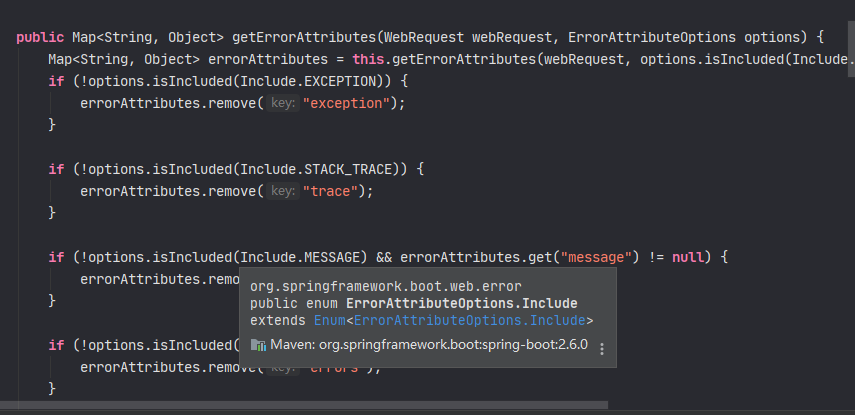 public Map<String, Object> getErrorAttributes(WebRequest webRequest, ErrorAttributeOptions options) {
Map<String, Object> errorAttributes = this.getErrorAttributes(webRequest, options.isIncluded(Include.
if (!options.isIncluded(Include.EXCEPTION)) {
errorAttributes.remove( key: "exception");
}
if (!options.isIncluded(Include.STACK_TRACE)) {
errorAttributes.remove( key: "trace");
}
if (!options.isIncluded(Include.MESSAGE) && errorAttributes.get("message") != null) {
errorAttributes.remo
org.springframework.boot.web.error
}
public enum ErrorAttributeOptions.Include
extends Enum<ErrorAttributeOptions.Include>
Maven: org.springframework.boot:spring-boot:2.6.0
if (!options.isIncluded(
errorAttributes.remove( key: "errors");
}